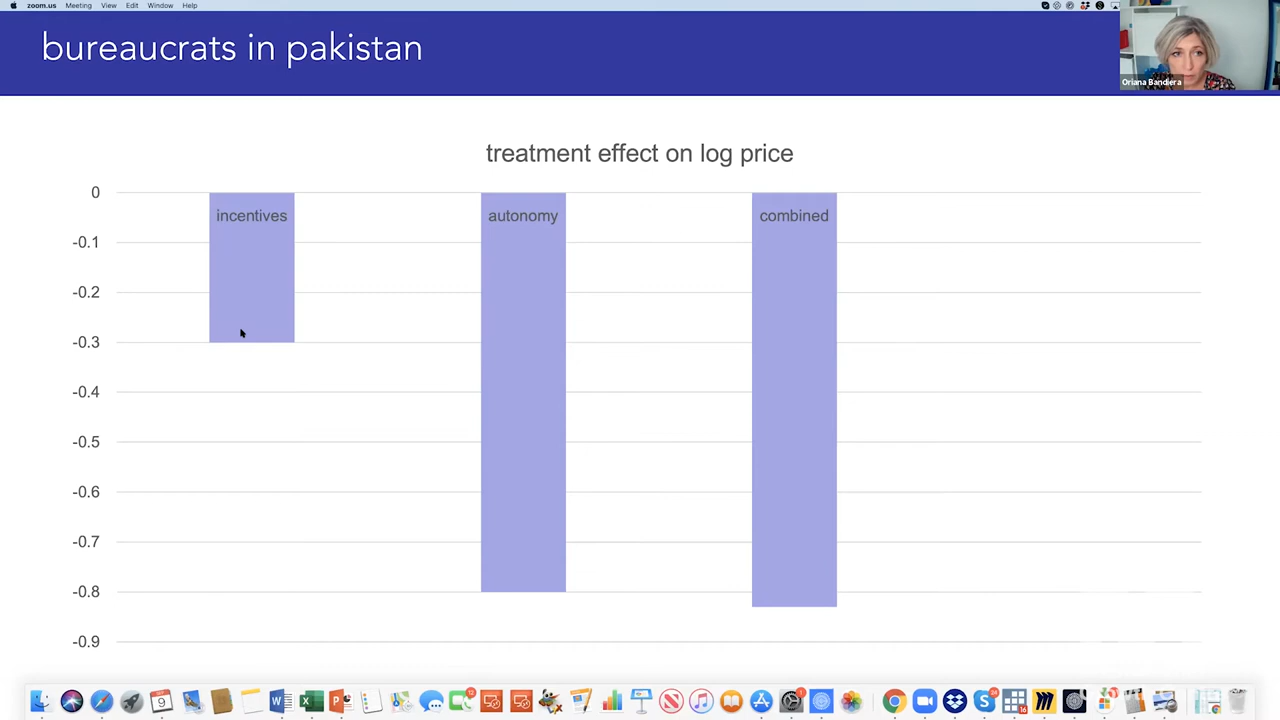 zoom.us Meeting View Edit Window Help
bureaucrats in pakistan
Oriana Bandiera
treatment effect on log price
0
incentives autonomy combined
-0.1
-0.2
-0.3
-0.4
-0.5
-0.6
-0.7
-0.8
-0.9